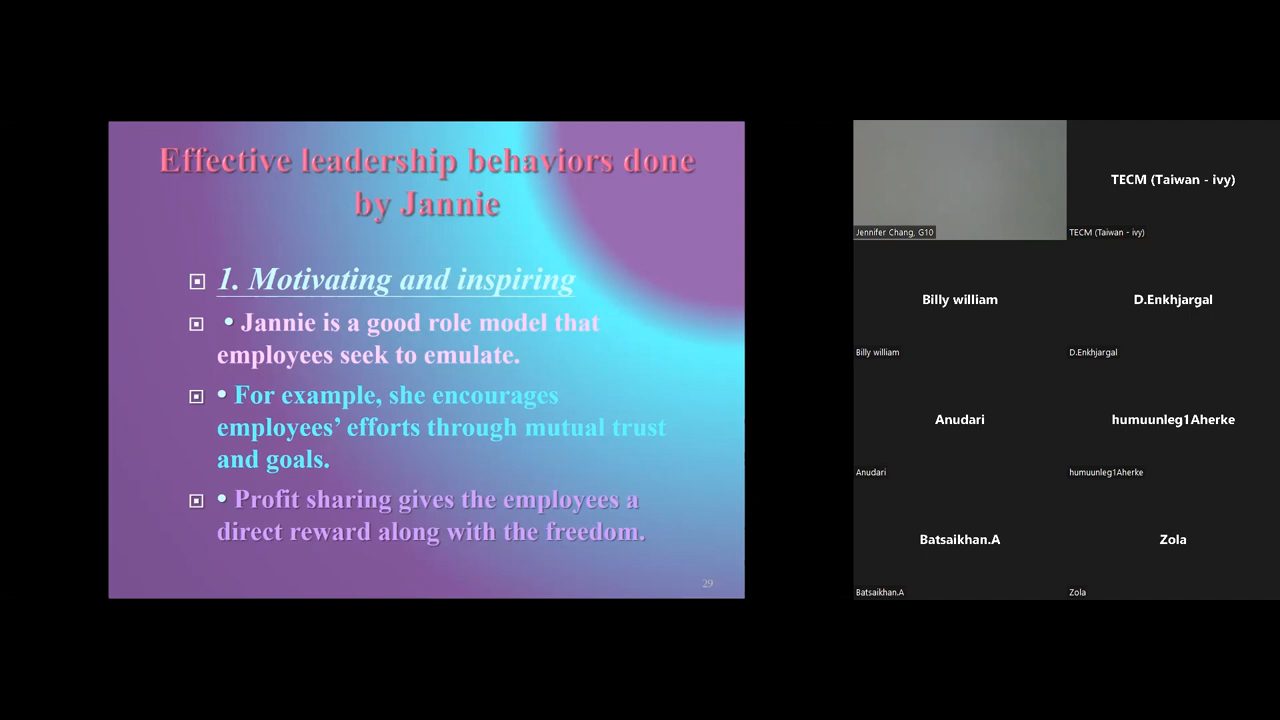 Effective leadership behaviors done
by Jannie
1. Motivating and inspiring
• Jannie is a good role model that
employees seek to emulate.
• For example, she encourages
employees’ efforts through mutual trust
and goals.
• Profit sharing gives the employees a
direct reward along with the freedom.
29
Jennifer Chang, G10
TECM (Taiwan - ivy)
TECM (Taiwan - ivy)
Billy william
Billy william
D.Enkhjargal
D.Enkhjargal
Anudari
Anudari
humuunleg1Aherke
humuunleg1Aherke
Batsaikhan.A
Batsaikhan.A
Zola
Zola